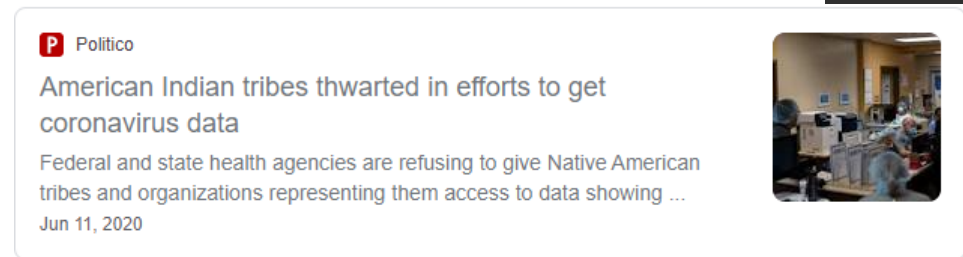 P Politico
American Indian tribes thwarted in efforts to get
coronavirus data
Federal and state health agencies are refusing to give Native American
tribes and organizations representing them access to data showing ...
Jun 11, 2020